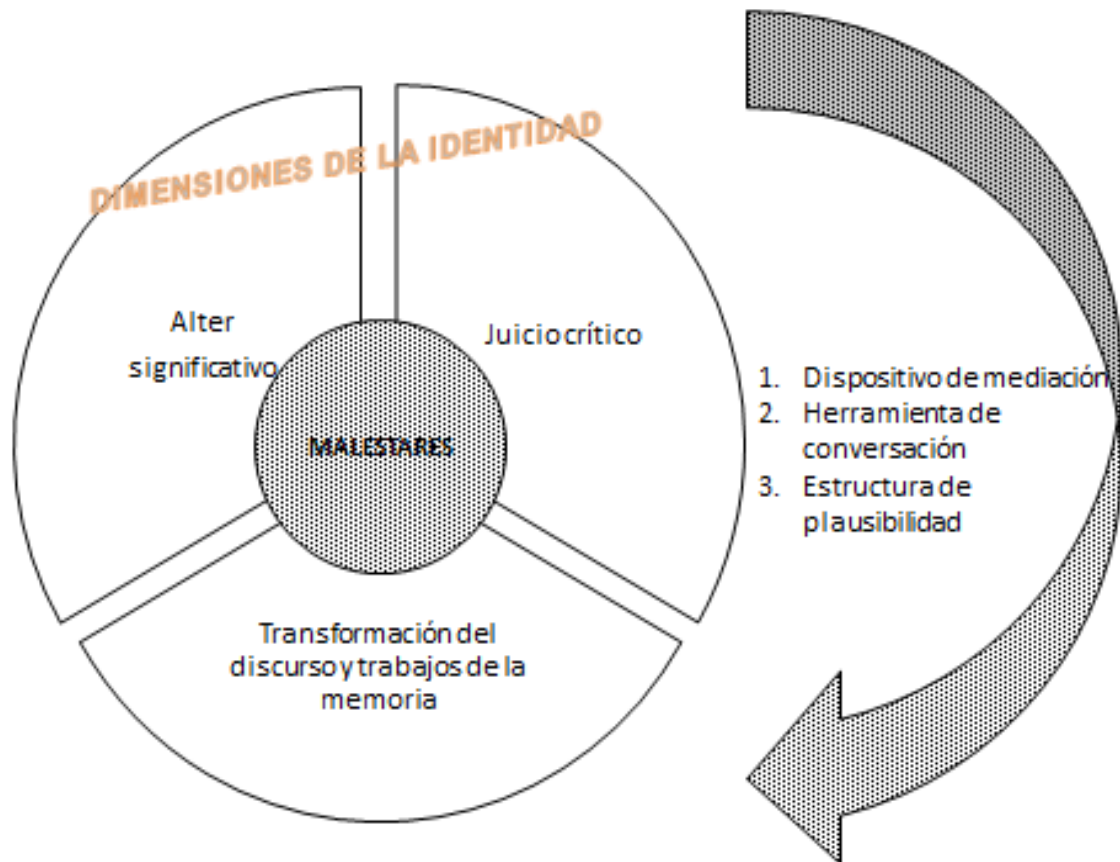 DIMENSIONES DE LA IDENTIDAD
Alter
significativo
Juicio crítico
MALESTARES
Transformación del
discurso y trabajos de la
memoria
1. Dispositivo de mediación
2. Herramienta de
conversación
3. Estructura de
plausibilidad